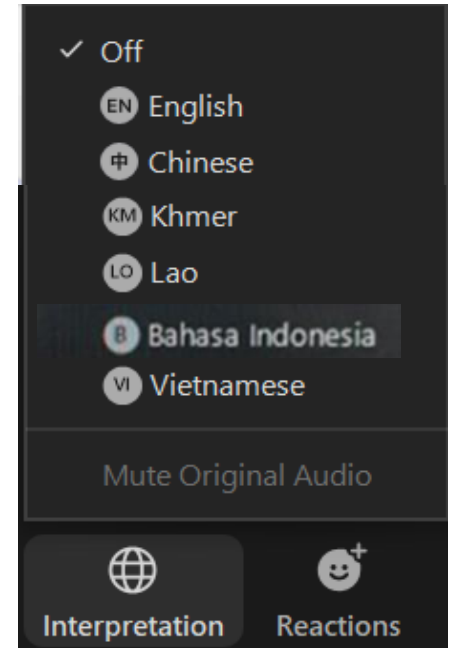 ✓ Off
EN English
中 Chinese
KM Khmer
LO Lao
B Bahasa Indonesia
VI Vietnamese
Mute Original Audio
Interpretation Reactions